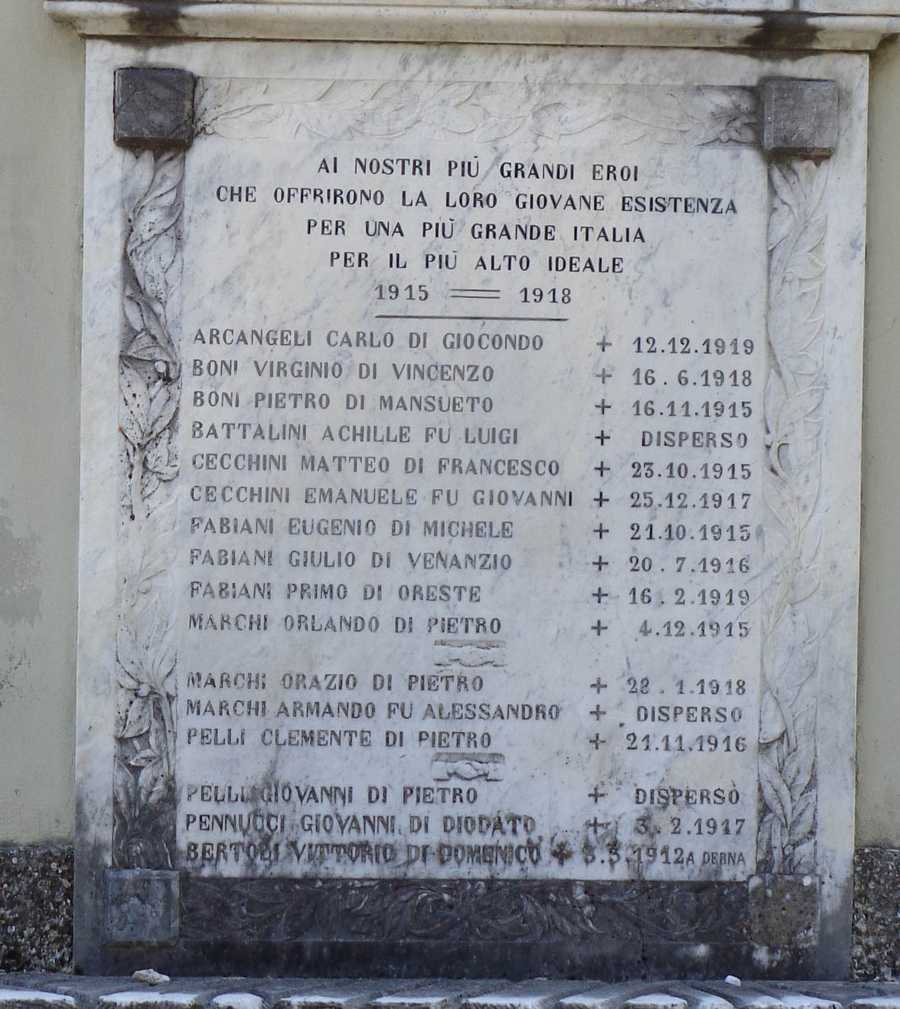 AI NOSTRI PIÙ GRANDI EROI
CHE OFFRIRONO LA LORO GIOVANE ESISTENZA
PER UNA PIÙ GRANDE ITALIA
PER IL PIÙ ALTO IDEALE
1915 = 1918
ARCANGELI CARLO DI GIOCONDO + 12.12.1919
BONI VIRGINIO DI VINCENZO + 16.6.1918
BONI PIETRO DI MANSUETO + 16.11.1915
BATTALINI ACHILLE FU LUIGI + DISPERSO
CECCHINI MATTEO DI FRANCESCO + 23.10.1915
CECCHINI EMANUELE FU GIOVANNI + 25.12.1917
FABIANI EUGENIO DI MICHELE + 21.10.1915
FABIANI GIULIO DI VENANZIO + 20.7.1916
FABIANI PRIMO DI ORESTE + 16.2.1919
MARCHI ORLANDO DI PIETRO + 4.12.1915
MARCHI ORAZIO DI PIETRO + 28.1.1918
MARCHI ARMANDO FU ALESSANDRO + DISPERSO
PELLI CLEMENTE DI PIETRO + 21.11.1916
PELLI GIOVANNI DI PIETRO + DISPERSO
PENNUCCI GIOVANNI DI DIODATO + 3.2.1917
BERTOLI VITTORIO DI DOMENICO + 3.3.1912 A DERNA